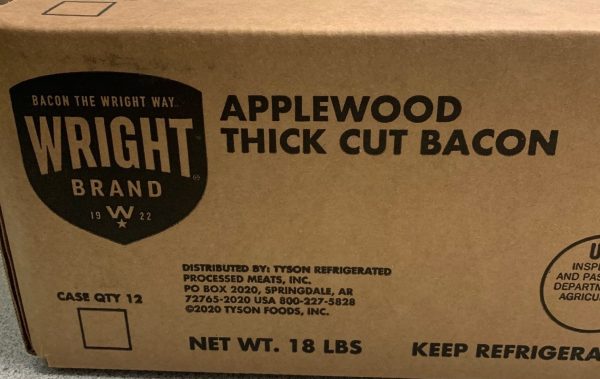 BACON THE WRIGHT WAY™
WRIGHT®
BRAND
19 W 22
APPLEWOOD
THICK CUT BACON
DISTRIBUTED BY: TYSON REFRIGERATED
PROCESSED MEATS, INC.
PO BOX 2020, SPRINGDALE, AR
72765-2020 USA 800-227-5828
©2020 TYSON FOODS, INC.
CASE QTY 12
NET WT. 18 LBS
KEEP REFRIGERA
U
INSP
AND PAS
DEPARTM
AGRICU